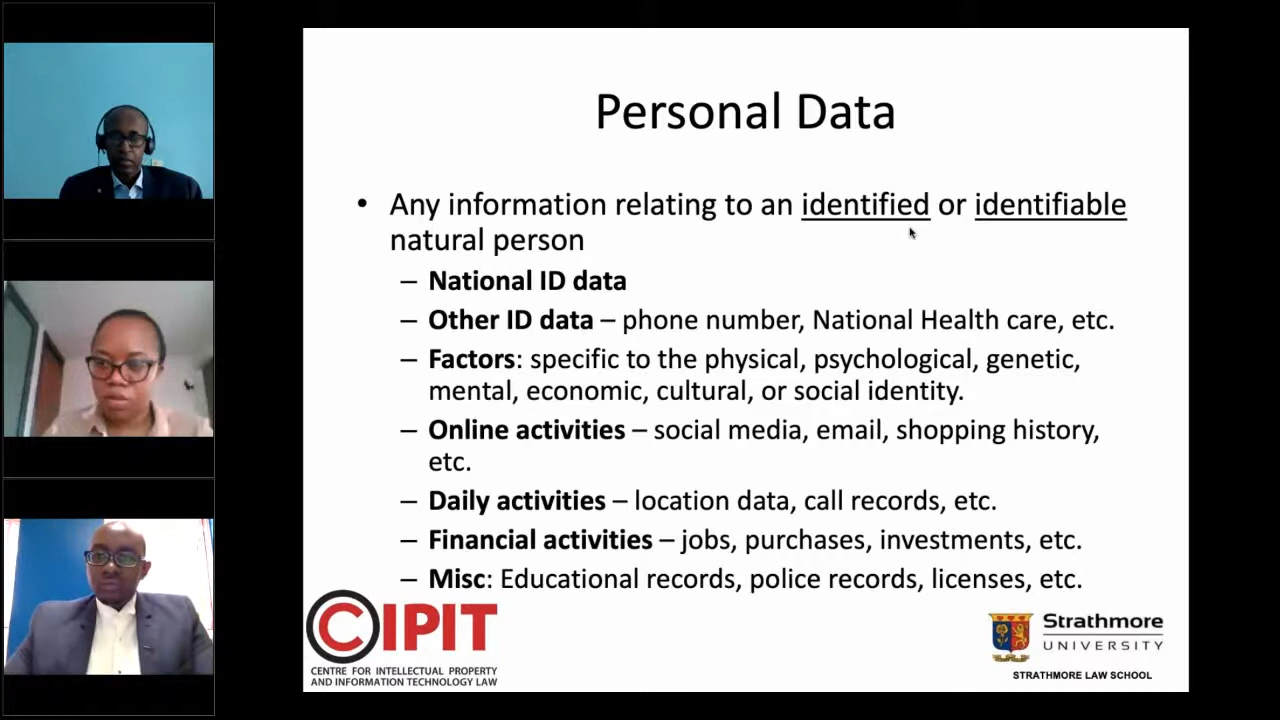 Personal Data
• Any information relating to an identified or identifiable
natural person
– National ID data
– Other ID data – phone number, National Health care, etc.
– Factors: specific to the physical, psychological, genetic,
mental, economic, cultural, or social identity.
– Online activities – social media, email, shopping history,
etc.
– Daily activities – location data, call records, etc.
– Financial activities – jobs, purchases, investments, etc.
– Misc: Educational records, police records, licenses, etc.
CIPIT
CENTRE FOR INTELLECTUAL PROPERTY
AND INFORMATION TECHNOLOGY LAW
Strathmore
UNIVERSITY
STRATHMORE LAW SCHOOL